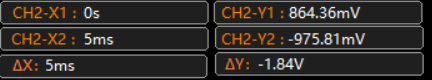 CH2-X1 : 0s CH2-Y1 : 864.36mV
CH2-X2 : 5ms CH2-Y2 : -975.81mV
ΔX: 5ms ΔY: -1.84V